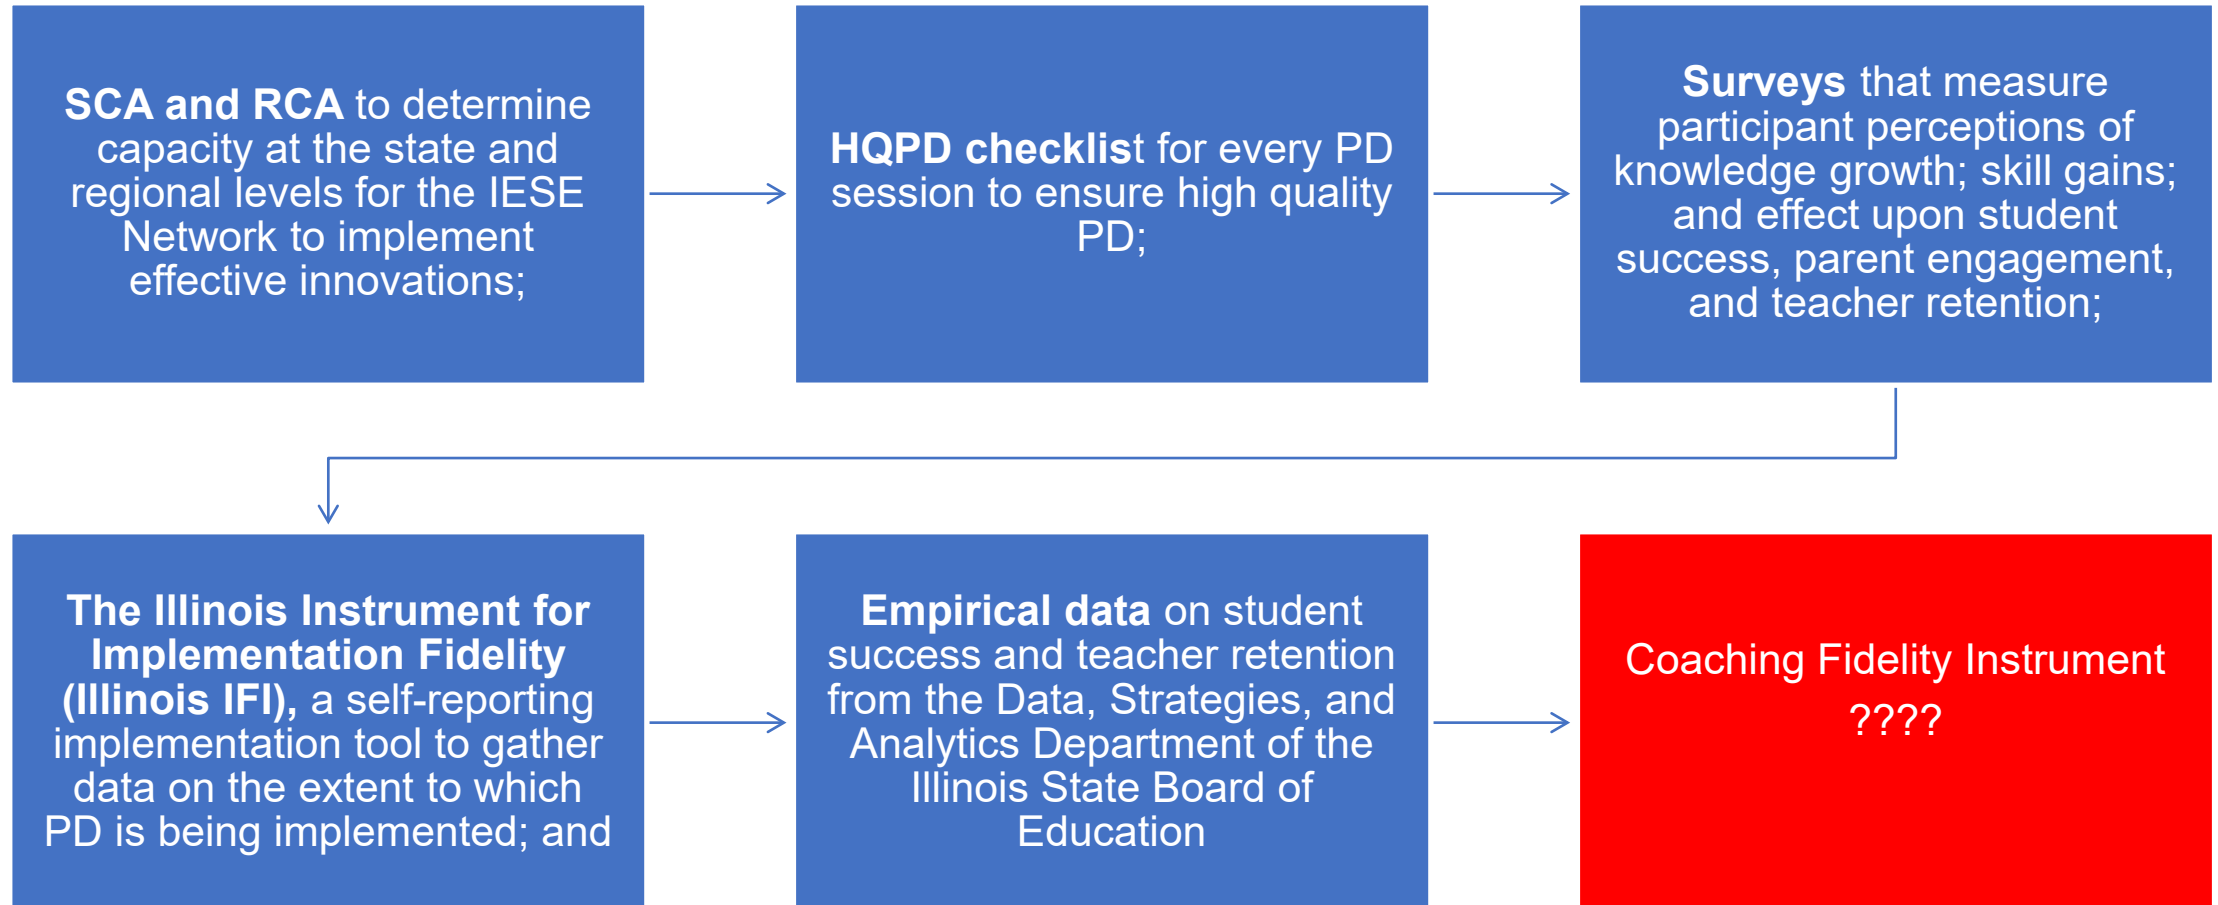 SCA and RCA to determine
capacity at the state and
regional levels for the IESE
Network to implement
effective innovations;
HQPD checklist for every PD
session to ensure high quality
PD;
Surveys that measure
participant perceptions of
knowledge growth; skill gains;
and effect upon student
success, parent engagement,
and teacher retention;
The Illinois Instrument for
Implementation Fidelity
(Illinois IFI), a self-reporting
implementation tool to gather
data on the extent to which
PD is being implemented; and
Empirical data on student
success and teacher retention
from the Data, Strategies, and
Analytics Department of the
Illinois State Board of
Education
Coaching Fidelity Instrument
????